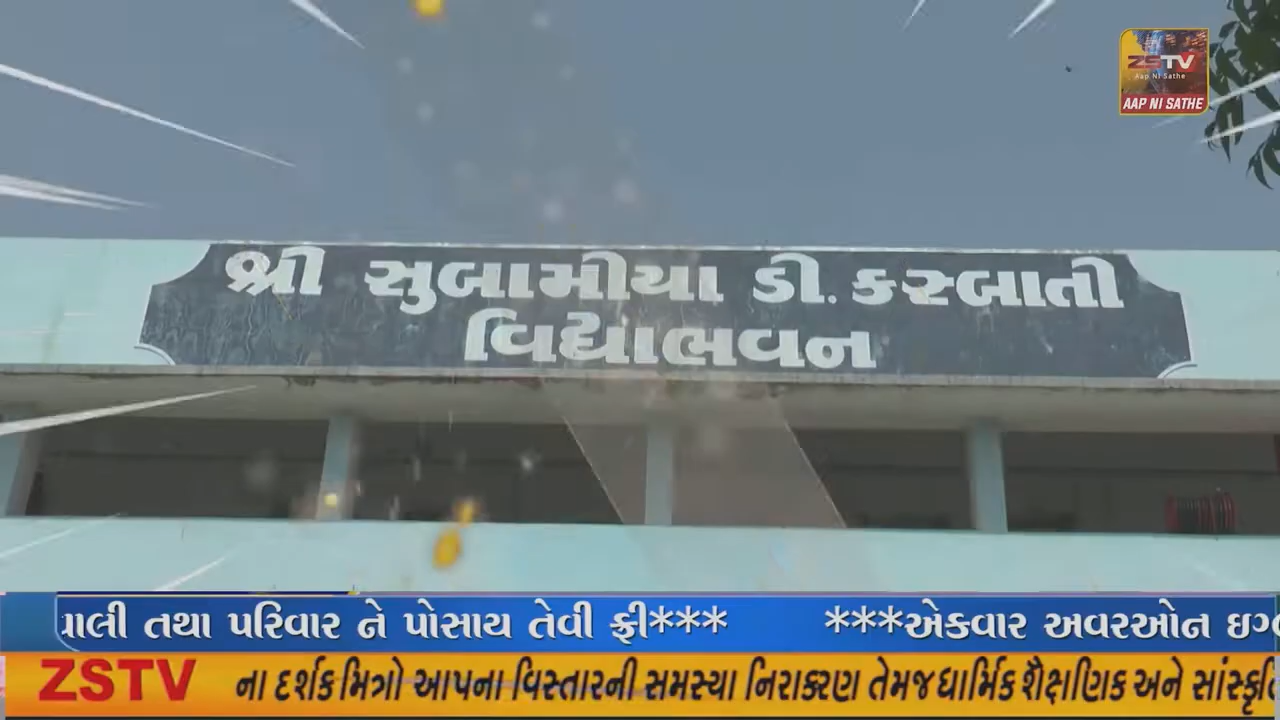 ZSTV
Aap Ni Sathe
AAP NI SATHE
શ્રી સુબામીયા ડી. કરબાતી
વિદ્યાભવન
તથા પરિવાર ને પોસાય તેવી ફ્રી*** ***એકવાર અવરઓન
ZSTV ના દર્શક મિત્રો આપના વિસ્તારની સમસ્યા નિરાકરણ તેમજ ધાર્મિક શૈક્ષણિક અને